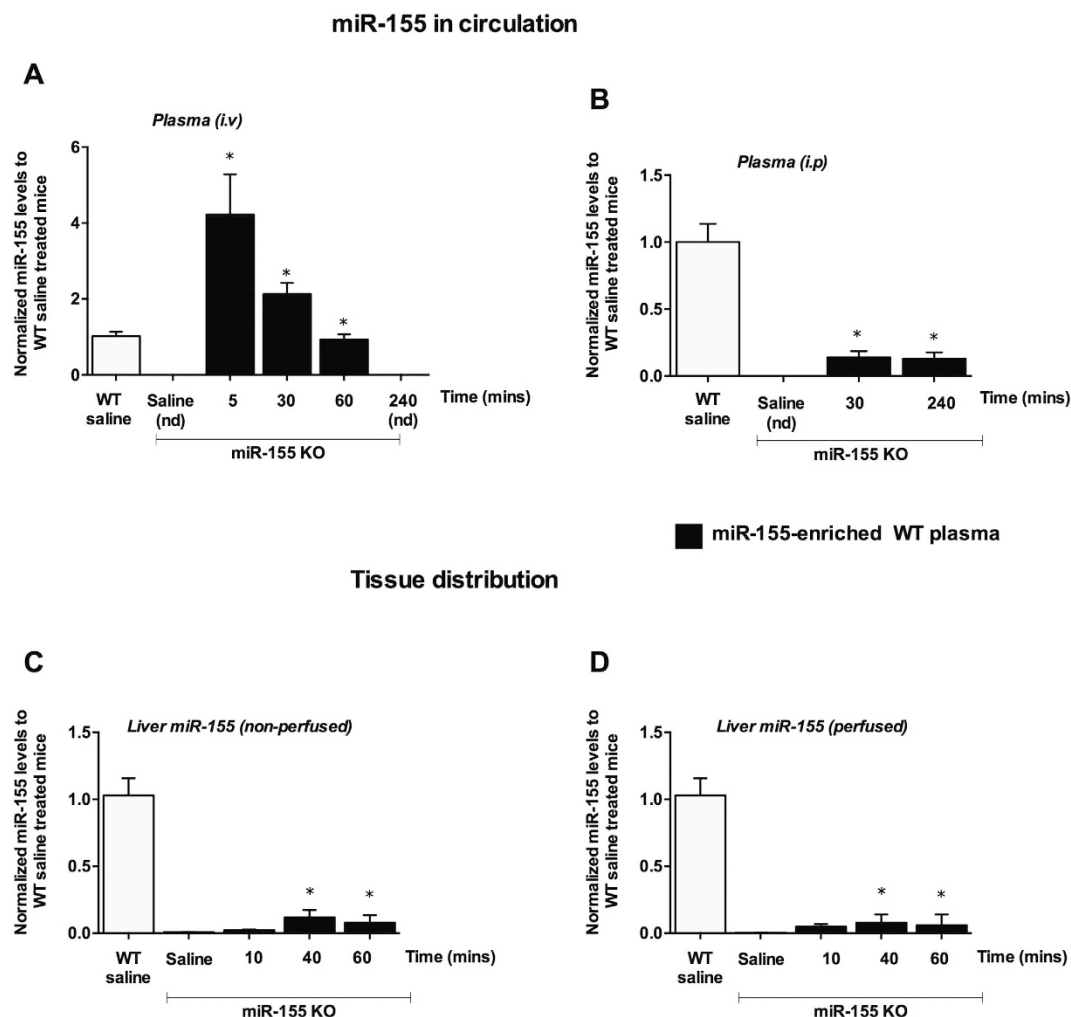 miR-155 in circulation
A
Plasma (i.v)
Normalized miR-155 levels to
WT saline treated mice
6
4
2
0
WT
saline
Saline
(nd)
5
30
60
240
(nd)
Time (mins)
miR-155 KO
*
*
*
B
Plasma (i.p)
Normalized miR-155 levels to
WT saline treated mice
1.5
1.0
0.5
0.0
WT
saline
Saline
(nd)
30
240
Time (mins)
miR-155 KO
*
*
miR-155-enriched WT plasma
Tissue distribution
C
Liver miR-155 (non-perfused)
Normalized miR-155 levels to
WT saline treated mice
1.5
1.0
0.5
0.0
WT
saline
Saline
10
40
60
Time (mins)
miR-155 KO
*
*
D
Liver miR-155 (perfused)
Normalized miR-155 levels to
WT saline treated mice
1.5
1.0
0.5
0.0
WT
saline
Saline
10
40
60
Time (mins)
miR-155 KO
*
*